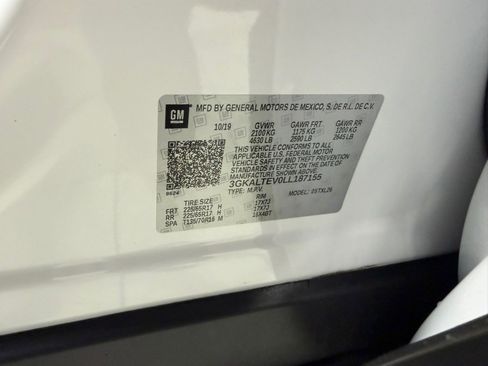 GM
MFD BY GENERAL MOTORS DE MEXICO, S. DE R.L. DE C.V.
10/19 GVWR GAWR FRT GAWR RR
2100 KG 1175 KG 1200 KG
4630 LB 2590 LB 2645 LB
THIS VEHICLE CONFORMS TO ALL
APPLICABLE U.S. FEDERAL MOTOR
VEHICLE SAFETY AND THEFT PREVENTION
STANDARDS IN EFFECT ON THE DATE OF
MANUFACTURE SHOWN ABOVE.
3GKALTEV0LL187155
TYPE: M.P.V. MODEL: 0STXL26
9624
TIRE SIZE RIM
FRT 225/65R17 H 17X7J
RR 225/65R17 H 17X7J
SPA T135/70R16 M 16X4BT